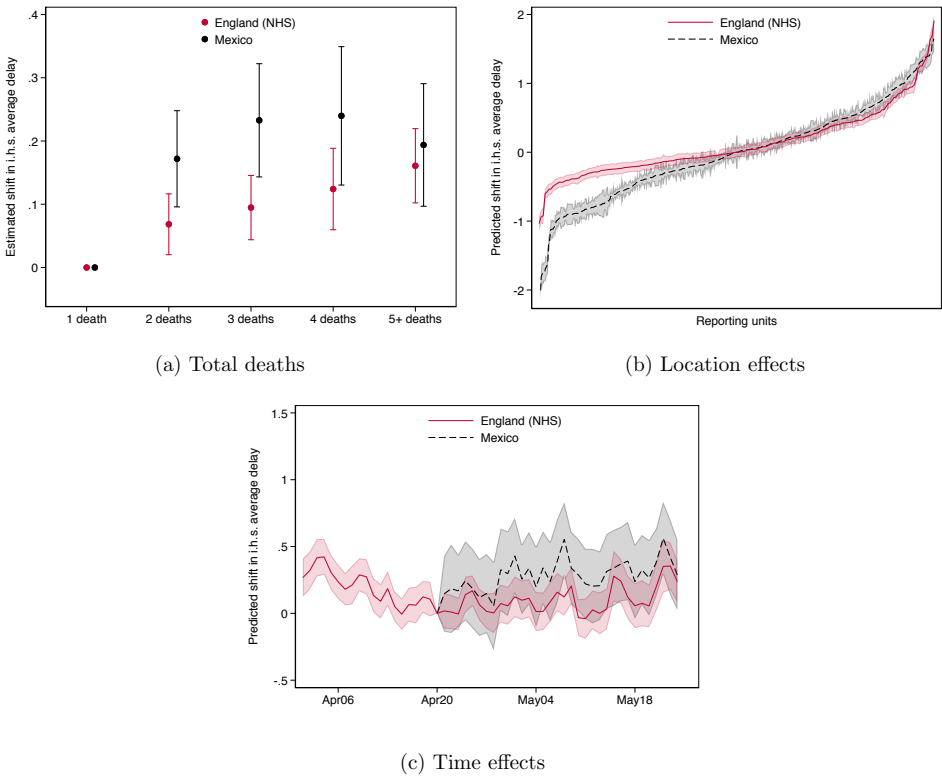 Estimated shift in i.h.s. average delay
.4
.3
.2
.1
0
England (NHS)
Mexico
1 death
2 deaths
3 deaths
4 deaths
5+ deaths
(a) Total deaths
Predicted shift in i.h.s. average delay
2
1
0
-1
-2
England (NHS)
Mexico
Reporting units
(b) Location effects
Predicted shift in i.h.s. average delay
1.5
1
.5
0
-.5
England (NHS)
Mexico
Apr06
Apr20
May04
May18
(c) Time effects